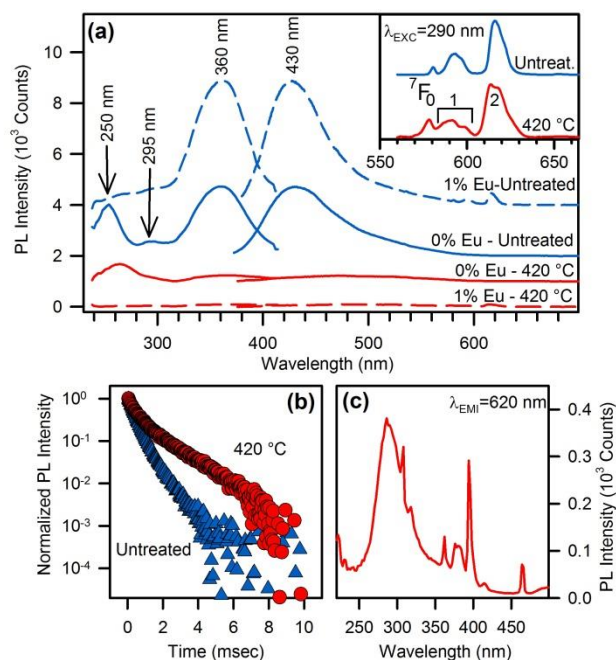 (a)
250 nm
295 nm
360 nm
430 nm
λEXC=290 nm
Untreat.
⁷F₀ 1 2
420 °C
550 600 650
1% Eu-Untreated
0% Eu - Untreated
0% Eu - 420 °C
1% Eu - 420 °C
PL Intensity (10³ Counts)
10
8
6
4
2
0
300 400 500 600
Wavelength (nm)
(b)
420 °C
Untreated
Normalized PL Intensity
10⁰
10⁻¹
10⁻²
10⁻³
10⁻⁴
0 2 4 6 8 10
Time (msec)
(c)
λEMI=620 nm
0.4
0.3
0.2
0.1
0.0
PL Intensity (10³ Counts)
250 300 350 400 450
Wavelength (nm)